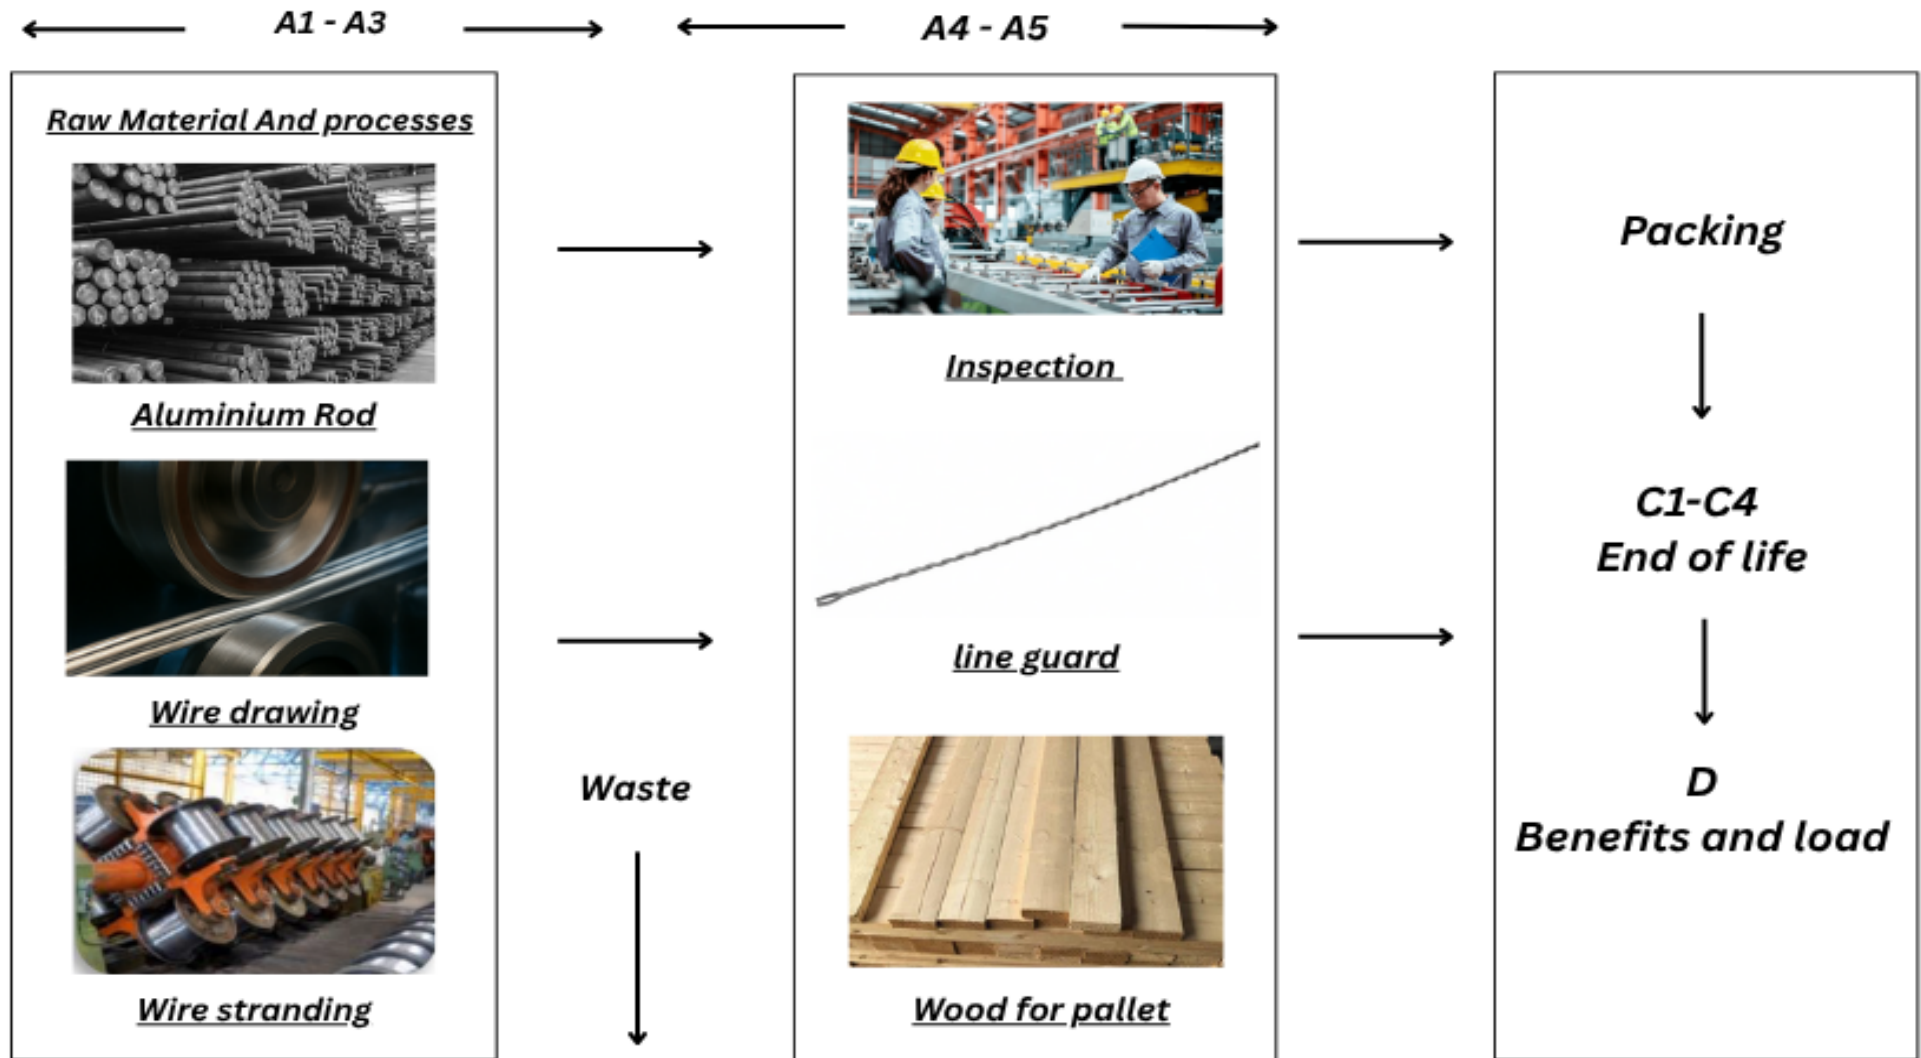 A1 - A3
A4 - A5
Raw Material And processes
Aluminium Rod
Wire drawing
Wire stranding
Waste
Inspection
line guard
Wood for pallet
Packing
C1-C4
End of life
D
Benefits and load